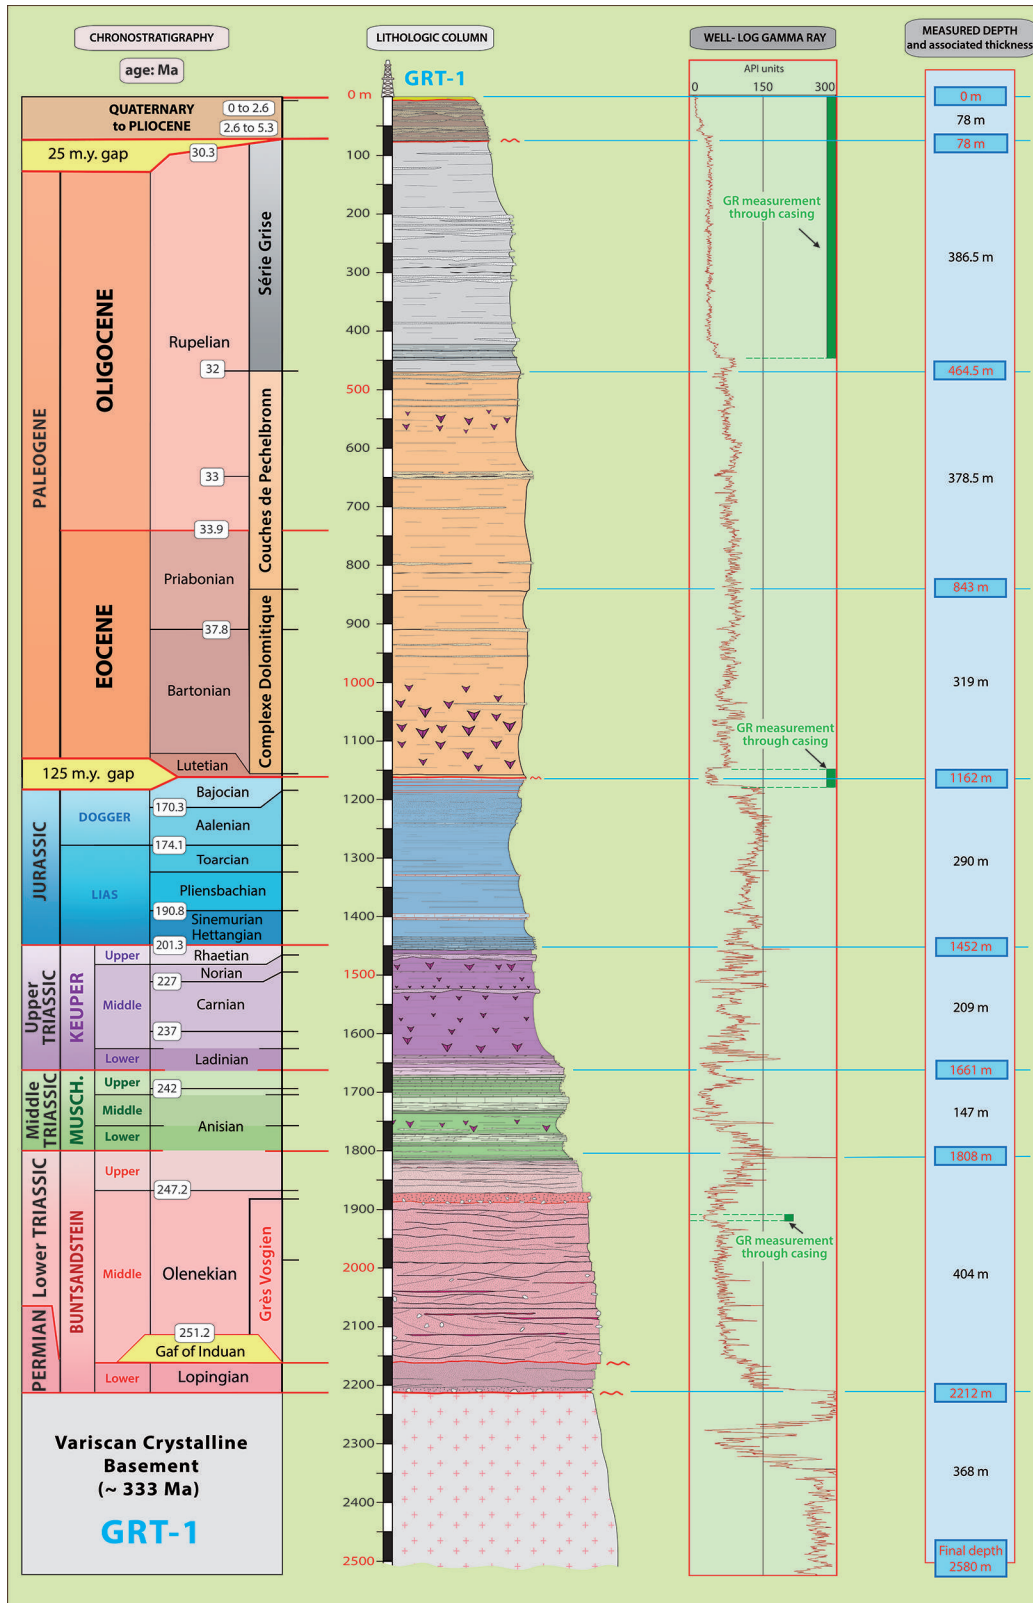 CHRONOSTRATIGRAPHY
age: Ma
QUATERNARY
to PLIOCENE
0 to 2.6
2.6 to 5.3
25 m.y. gap
30.3
PALEOGENE
OLIGOCENE
Rupelian
Série Grise
32
33
33.9
Couches de Pechelbronn
EOCENE
Priabonian
37.8
Bartonian
Complexe Dolomitique
Lutetian
125 m.y. gap
JURASSIC
DOGGER
Bajocian
170.3
Aalenian
174.1
LIAS
Toarcian
Pliensbachian
190.8
Sinemurian
Hettangian
201.3
Upper
TRIASSIC
KEUPER
Upper
Rhaetian
Norian
227
Middle
Carnian
237
Lower
Ladinian
Middle
TRIASSIC
MUSCH.
Upper
242
Middle
Anisian
Lower
Lower TRIASSIC
BUNTSANDSTEIN
Upper
247.2
Middle
Olenekian
Grès Vosgien
251.2
Gaf of Induan
PERMIAN
Lower
Lopingian
Variscan Crystalline
Basement
(~ 333 Ma)
GRT-1
LITHOLOGIC COLUMN
GRT-1
0 m
100
200
300
400
500
600
700
800
900
1000
1100
1200
1300
1400
1500
1600
1700
1800
1900
2000
2100
2200
2300
2400
2500
WELL- LOG GAMMA RAY
API units
0 150 300
GR measurement
through casing
GR measurement
through casing
GR measurement
through casing
MEASURED DEPTH
and associated thickness
0 m
78 m
78 m
386.5 m
464.5 m
378.5 m
843 m
319 m
1162 m
290 m
1452 m
209 m
1661 m
147 m
1808 m
404 m
2212 m
368 m
Final depth
2580 m